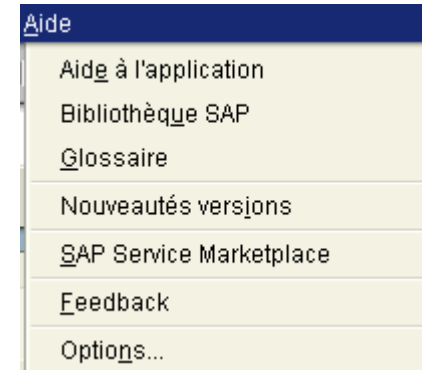 Aide
Aide à l'application
Bibliothèque SAP
Glossaire
Nouveautés versions
SAP Service Marketplace
Feedback
Options...